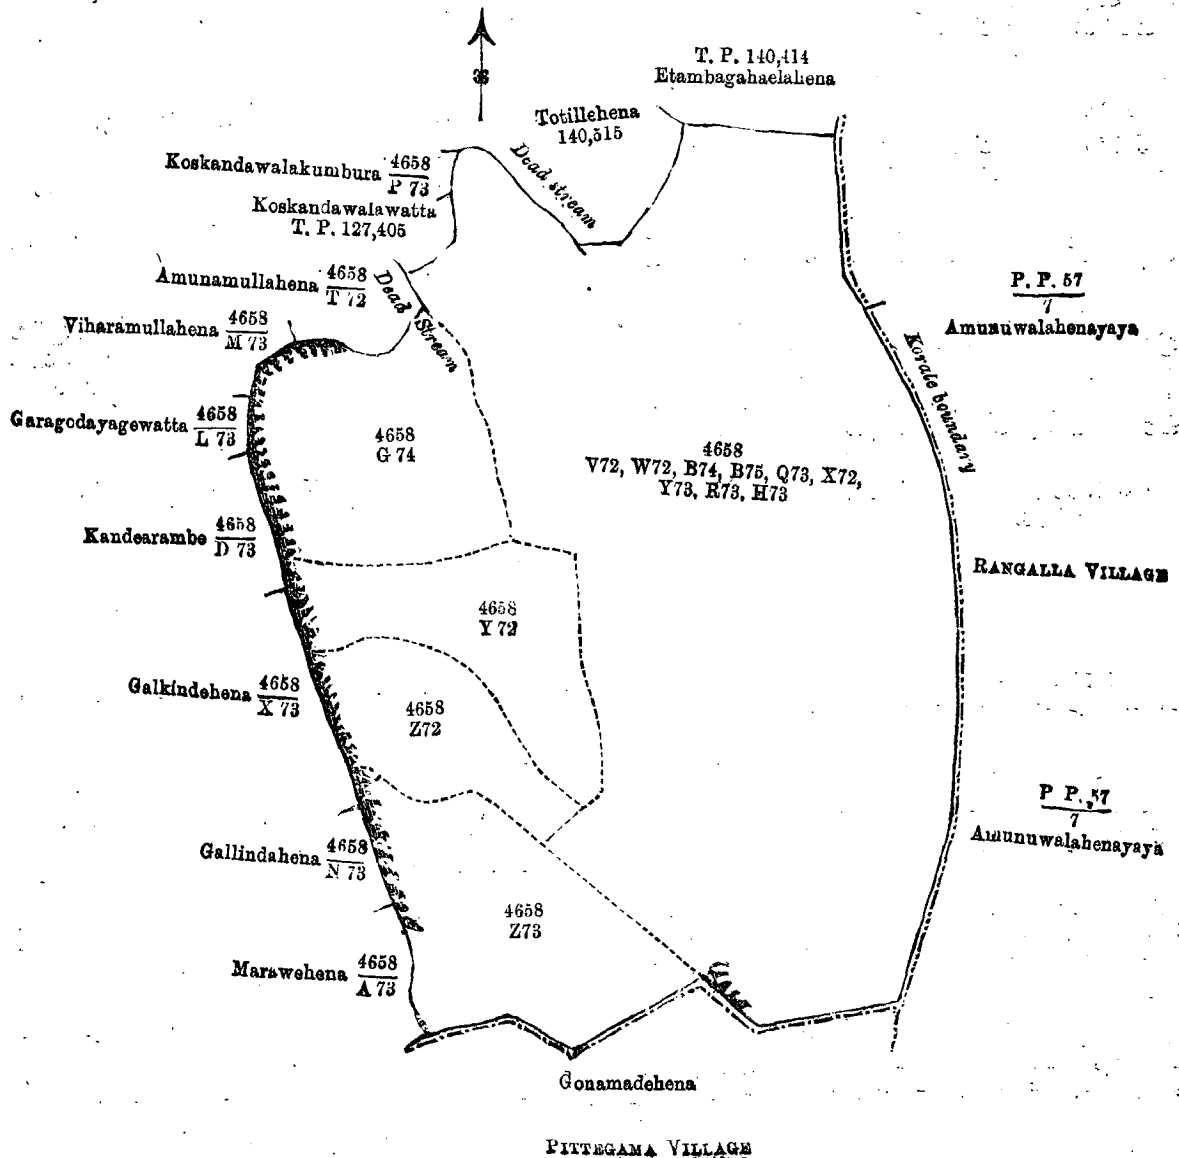 T. P. 140,414
Etambagahaelahena
36
Totillehena
140,515
Dead stream
Koskandawalakumbura 4658
P 73
Koskandawalawatta
T. P. 127,405
Amunamullahena 4658
T 72
Dead Stream
Viharamullahena 4658
M 73
Garagodayagewatta 4658
L 73
Kandearambe 4658
D 73
Galkindehena 4658
X 73
Gallindahena 4658
N 73
Marawehena 4658
A 73
4658
G 74
4658
V72, W72, B74, B75, Q73, X72,
Y73, R73, H73
4658
Y 72
4658
Z72
4658
Z73
Korale boundary
P. P. 57
7
Amunuwalahenayaya
RANGALLA VILLAGE
P P. 57
7
Amunuwalahenayaya
Gonamadehena
PITTEGAMA VILLAGE